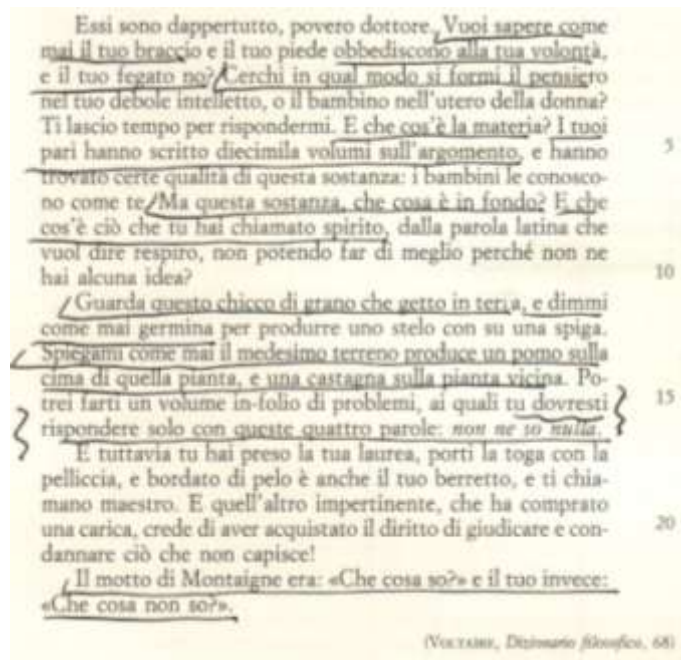 Essi sono dappertutto, povero dottore. Vuoi sapere come
mai il tuo braccio e il tuo piede obbediscono alla tua volontà,
e il tuo fegato no? Cerchi in qual modo si formi il pensiero
nel tuo debole intelletto, o il bambino nell'utero della donna?
Ti lascio tempo per rispondermi. E che cos'è la materia? I tuoi
pari hanno scritto diecimila volumi sull'argomento, e hanno 5
trovato certe qualità di questa sostanza: i bambini le conosco-
no come te. Ma questa sostanza, che cosa è in fondo? E che
cos'è ciò che tu hai chiamato spirito, dalla parola latina che
vuol dire respiro, non potendo far di meglio perché non ne
hai alcuna idea? 10
Guarda questo chicco di grano che getto in terra, e dimmi
come mai germina per produrre uno stelo con su una spiga.
Spiegami come mai il medesimo terreno produce un pomo sulla
cima di quella pianta, e una castagna sulla pianta vicina. Po-
trei farti un volume in-folio di problemi, ai quali tu dovresti 15
rispondere solo con queste quattro parole: non ne so nulla.
E tuttavia tu hai preso la tua laurea, porti la toga con la
pelliccia, e bordato di pelo è anche il tuo berretto, e ti chia-
mano maestro. E quell'altro impertinente, che ha comprato
una carica, crede di aver acquistato il diritto di giudicare e con- 20
dannare ciò che non capisce!
Il motto di Montaigne era: «Che cosa so?» e il tuo invece:
«Che cosa non so?».
(VOLTAIRE, Dizionario filosofico, 68)